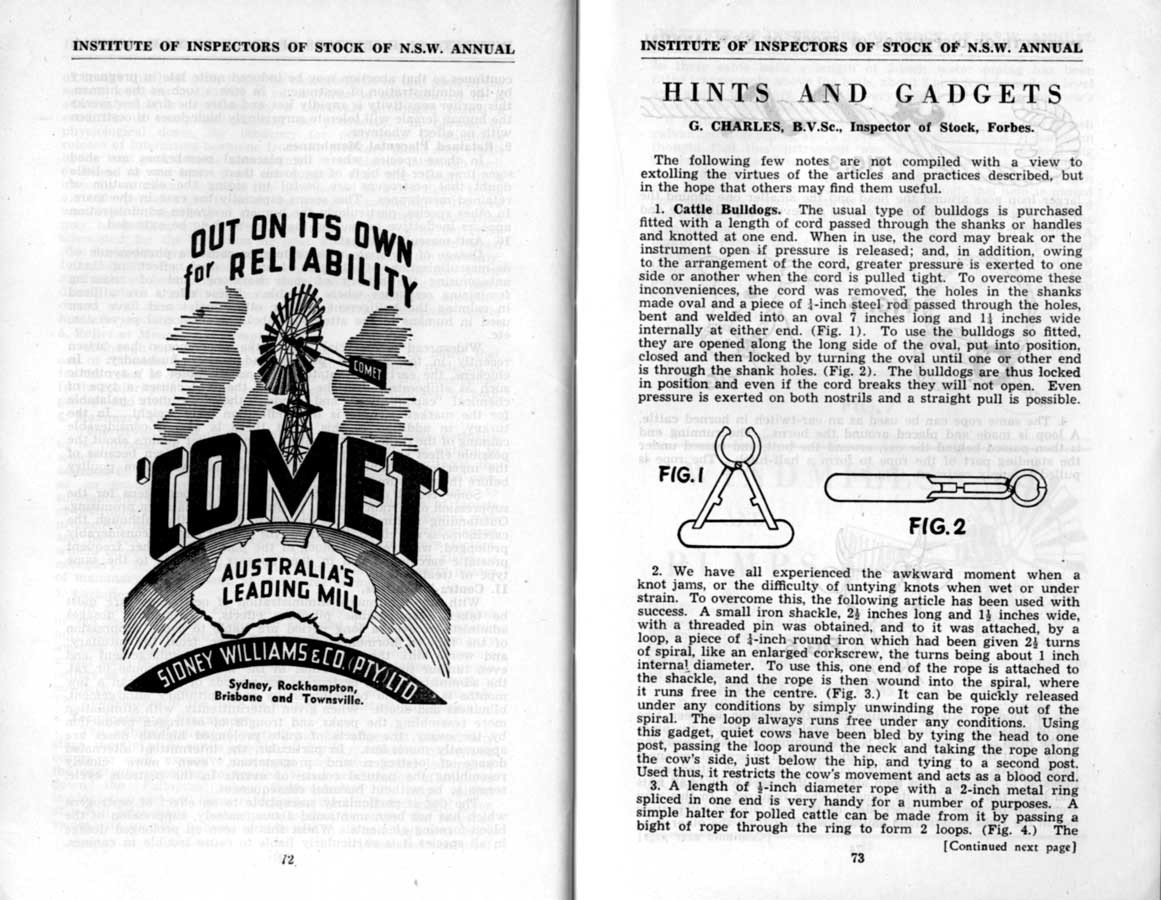 INSTITUTE OF INSPECTORS OF STOCK OF N.S.W. ANNUAL
OUT ON ITS OWN
for RELIABILITY
COMET
'COMET'
AUSTRALIA'S
LEADING MILL
SIDNEY WILLIAMS & CO. (PTY.) LTD
Sydney, Rockhampton,
Brisbane and Townsville.
72
INSTITUTE OF INSPECTORS OF STOCK OF N.S.W. ANNUAL
HINTS AND GADGETS
G. CHARLES, B.V.Sc., Inspector of Stock, Forbes.
The following few notes are not compiled with a view to
extolling the virtues of the articles and practices described, but
in the hope that others may find them useful.
1. Cattle Bulldogs. The usual type of bulldogs is purchased
fitted with a length of cord passed through the shanks or handles
and knotted at one end. When in use, the cord may break or the
instrument open if pressure is released; and, in addition, owing
to the arrangement of the cord, greater pressure is exerted to one
side or another when the cord is pulled tight. To overcome these
inconveniences, the cord was removed, the holes in the shanks
made oval and a piece of ¼-inch steel rod passed through the holes,
bent and welded into an oval 7 inches long and 1¼ inches wide
internally at either end. (Fig. 1). To use the bulldogs so fitted,
they are opened along the long side of the oval, put into position,
closed and then locked by turning the oval until one or other end
is through the shank holes. (Fig. 2). The bulldogs are thus locked
in position and even if the cord breaks they will not open. Even
pressure is exerted on both nostrils and a straight pull is possible.
FIG. 1
FIG. 2
2. We have all experienced the awkward moment when a
knot jams, or the difficulty of untying knots when wet or under
strain. To overcome this, the following article has been used with
success. A small iron shackle, 2½ inches long and 1½ inches wide,
with a threaded pin was obtained, and to it was attached, by a
loop, a piece of ¼-inch round iron which had been given 2½ turns
of spiral, like an enlarged corkscrew, the turns being about 1 inch
internal diameter. To use this, one end of the rope is attached to
the shackle, and the rope is then wound into the spiral, where
it runs free in the centre. (Fig. 3.) It can be quickly released
under any conditions by simply unwinding the rope out of the
spiral. The loop always runs free under any conditions. Using
this gadget, quiet cows have been bled by tying the head to one
post, passing the loop around the neck and taking the rope along
the cow's side, just below the hip, and tying to a second post.
Used thus, it restricts the cow's movement and acts as a blood cord.
3. A length of ½-inch diameter rope with a 2-inch metal ring
spliced in one end is very handy for a number of purposes. A
simple halter for polled cattle can be made from it by passing a
bight of rope through the ring to form 2 loops. (Fig. 4.) The
[Continued next page]
73